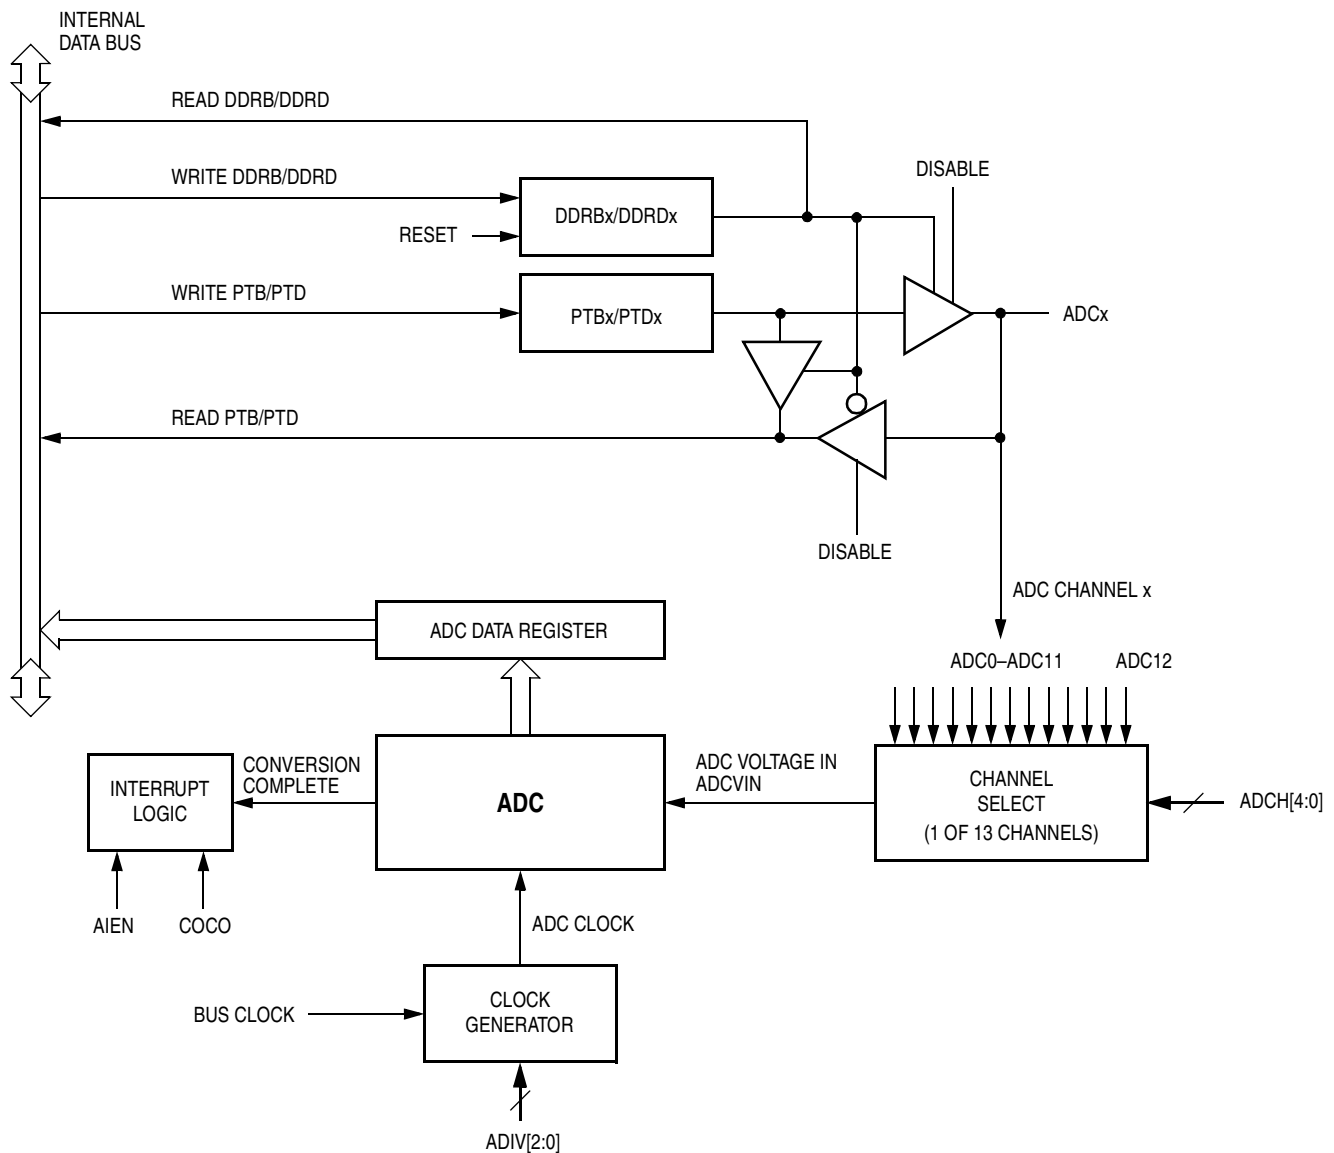 INTERNAL
DATA BUS
READ DDRB/DDRD
WRITE DDRB/DDRD
DISABLE
DDRBx/DDRDx
RESET
WRITE PTB/PTD
PTBx/PTDx
ADCx
READ PTB/PTD
DISABLE
ADC CHANNEL x
ADC DATA REGISTER
ADC0–ADC11
ADC12
CONVERSION
COMPLETE
INTERRUPT
LOGIC
ADC
ADC VOLTAGE IN
ADCVIN
CHANNEL
SELECT
(1 OF 13 CHANNELS)
ADCH[4:0]
AIEN
COCO
ADC CLOCK
BUS CLOCK
CLOCK
GENERATOR
ADIV[2:0]